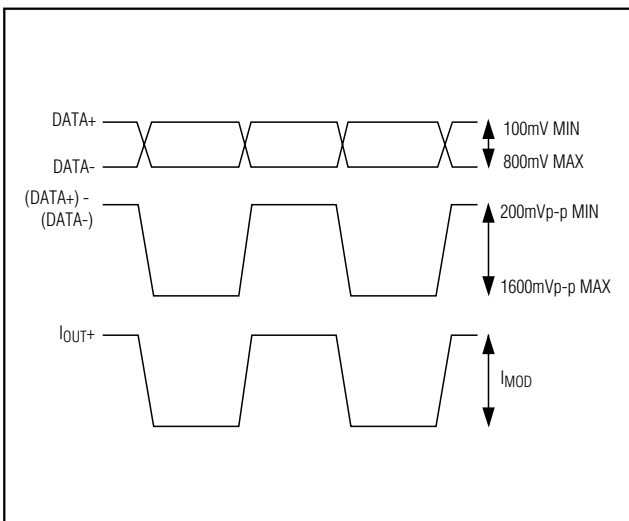 DATA+
100mV MIN
DATA-
800mV MAX
(DATA+) -
(DATA-)
200mVp-p MIN
1600mVp-p MAX
IOUT+
IMOD